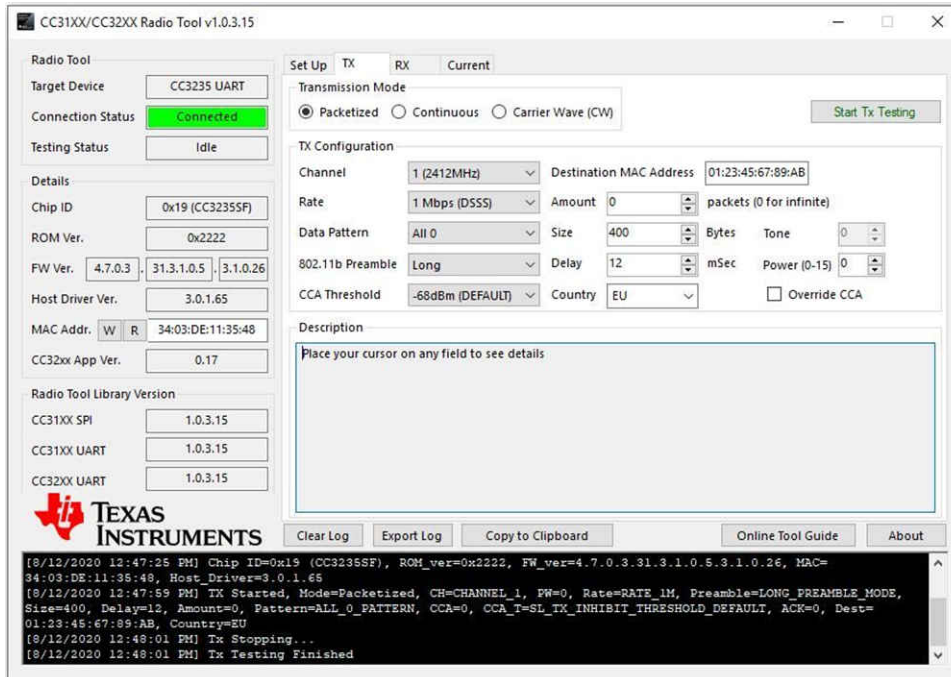 CC31XX/CC32XX Radio Tool v1.0.3.15
Radio Tool
Target Device CC3235 UART
Connection Status Connected
Testing Status Idle
Details
Chip ID 0x19 (CC3235SF)
ROM Ver. 0x2222
FW Ver. 4.7.0.3 . 31.3.1.0.5 . 3.1.0.26
Host Driver Ver. 3.0.1.65
MAC Addr. W R 34:03:DE:11:35:48
CC32xx App Ver. 0.17
Radio Tool Library Version
CC31XX SPI 1.0.3.15
CC31XX UART 1.0.3.15
CC32XX UART 1.0.3.15
TEXAS
INSTRUMENTS
Set Up TX RX Current
Transmission Mode
Packetized Continuous Carrier Wave (CW)
Start Tx Testing
TX Configuration
Channel 1 (2412MHz) Destination MAC Address 01:23:45:67:89:AB
Rate 1 Mbps (DSSS) Amount 0 packets (0 for infinite)
Data Pattern All 0 Size 400 Bytes Tone 0
802.11b Preamble Long Delay 12 mSec Power (0-15) 0
CCA Threshold -68dBm (DEFAULT) Country EU Override CCA
Description
Place your cursor on any field to see details
Clear Log Export Log Copy to Clipboard Online Tool Guide About
[8/12/2020 12:47:25 PM] Chip ID=0x19 (CC3235SF), ROM_ver=0x2222, FW_ver=4.7.0.3.31.3.1.0.5.3.1.0.26, MAC=
34:03:DE:11:35:48, Host_Driver=3.0.1.65
[8/12/2020 12:47:59 PM] TX Started, Mode=Packetized, CH=CHANNEL_1, PW=0, Rate=RATE_1M, Preamble=LONG_PREAMBLE_MODE,
Size=400, Delay=12, Amount=0, Pattern=ALL_0_PATTERN, CCA=0, CCA_T=SL_TX_INHIBIT_THRESHOLD_DEFAULT, ACK=0, Dest=
01:23:45:67:89:AB, Country=EU
[8/12/2020 12:48:01 PM] Tx Stopping...
[8/12/2020 12:48:01 PM] Tx Testing Finished